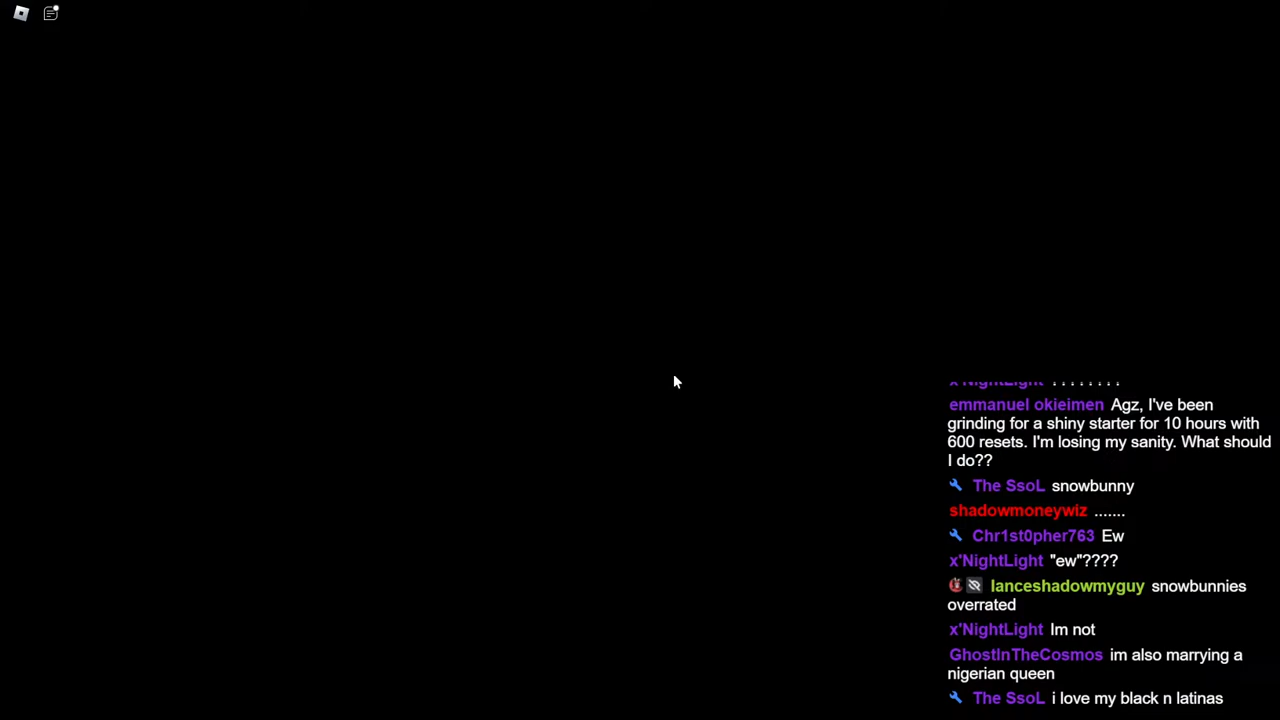 x'NightLight
emmanuel okieimen Agz, I've been
grinding for a shiny starter for 10 hours with
600 resets. I'm losing my sanity. What should
I do??
The SsoL snowbunny
shadowmoneywiz .......
Chr1st0pher763 Ew
x'NightLight "ew"????
lanceshadowmyguy snowbunnies
overrated
x'NightLight Im not
GhostInTheCosmos im also marrying a
nigerian queen
The SsoL i love my black n latinas